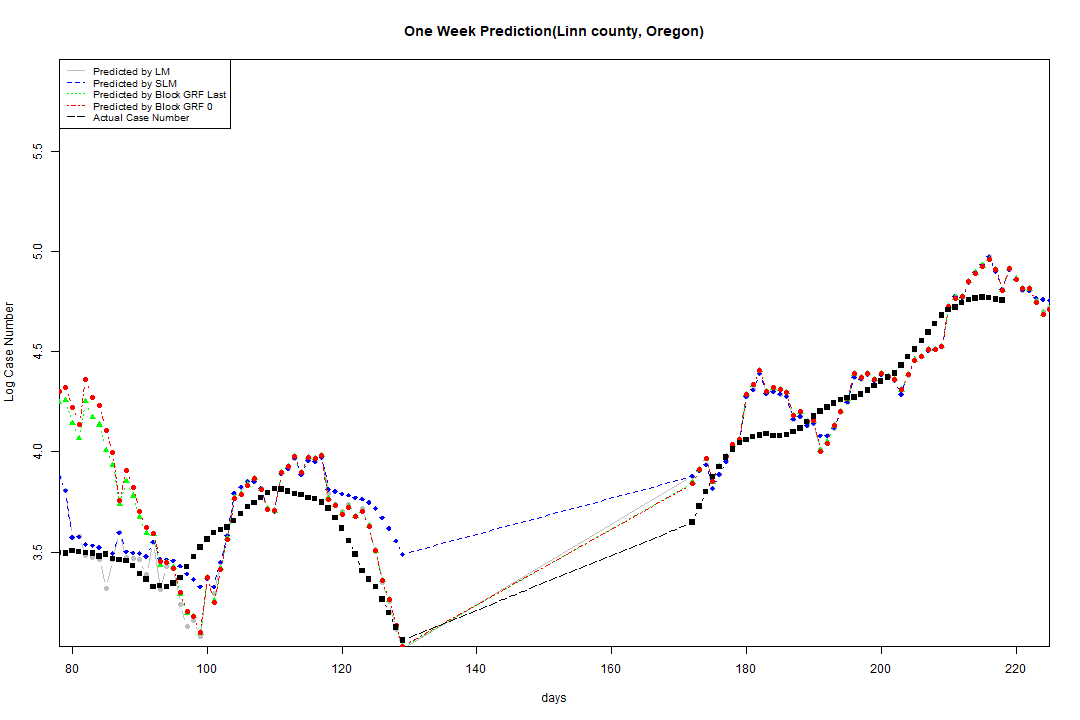 One Week Prediction(Linn county, Oregon)
Predicted by LM
Predicted by SLM
Predicted by Block GRF Last
Predicted by Block GRF 0
Actual Case Number
5.5
5.0
4.5
4.0
3.5
Log Case Number
80 100 120 140 160 180 200 220
days